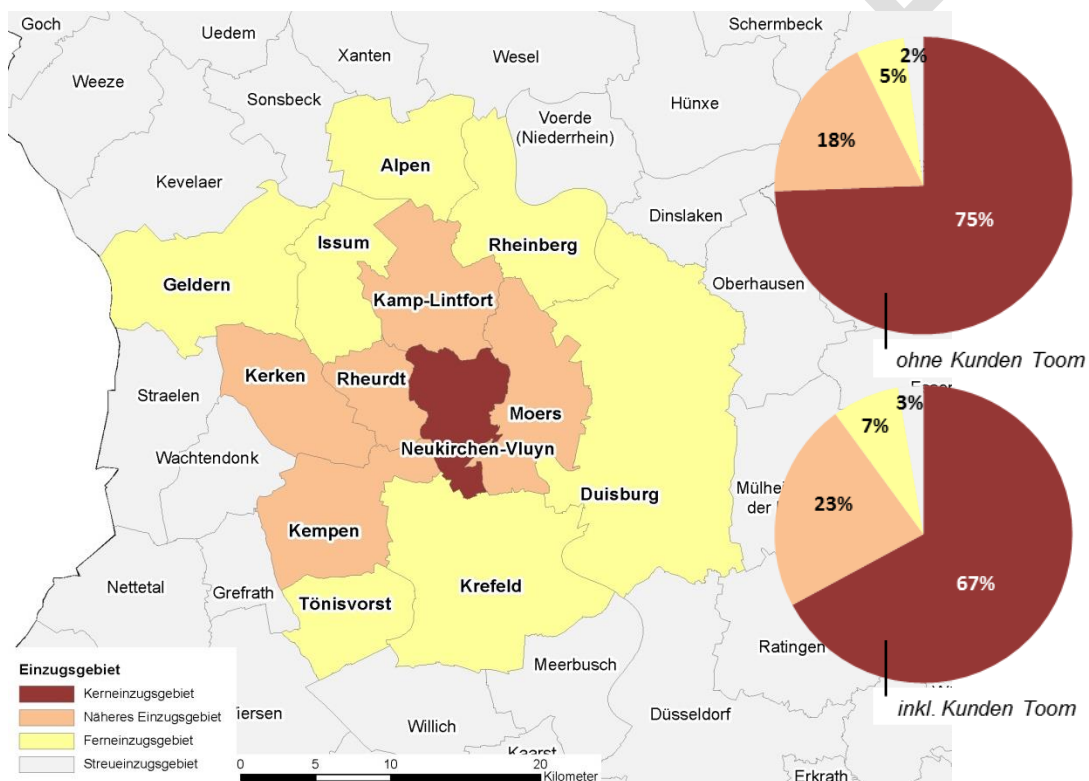 Goch
Uedem
Xanten
Wesel
Schermbeck
Weeze
Sonsbeck
Hünxe
Voerde
(Niederrhein)
Alpen
Kevelaer
Dinslaken
Issum
Rheinberg
Geldern
Oberhausen
Kamp-Lintfort
Kerken
Rheurdt
Straelen
Moers
Neukirchen-Vluyn
Wachtendonk
Duisburg
Kempen
Nettetal
Grefrath
Krefeld
Tönisvorst
Ratingen
Meerbusch
Düsseldorf
Willich
Kaarst
Erkrath
2%
5%
18%
75%
ohne Kunden Toom
3%
7%
23%
67%
inkl. Kunden Toom
Einzugsgebiet
Kerneinzugsgebiet
Näheres Einzugsgebiet
Ferneinzugsgebiet
Streueinzugsgebiet
0 5 10 20
Kilometer